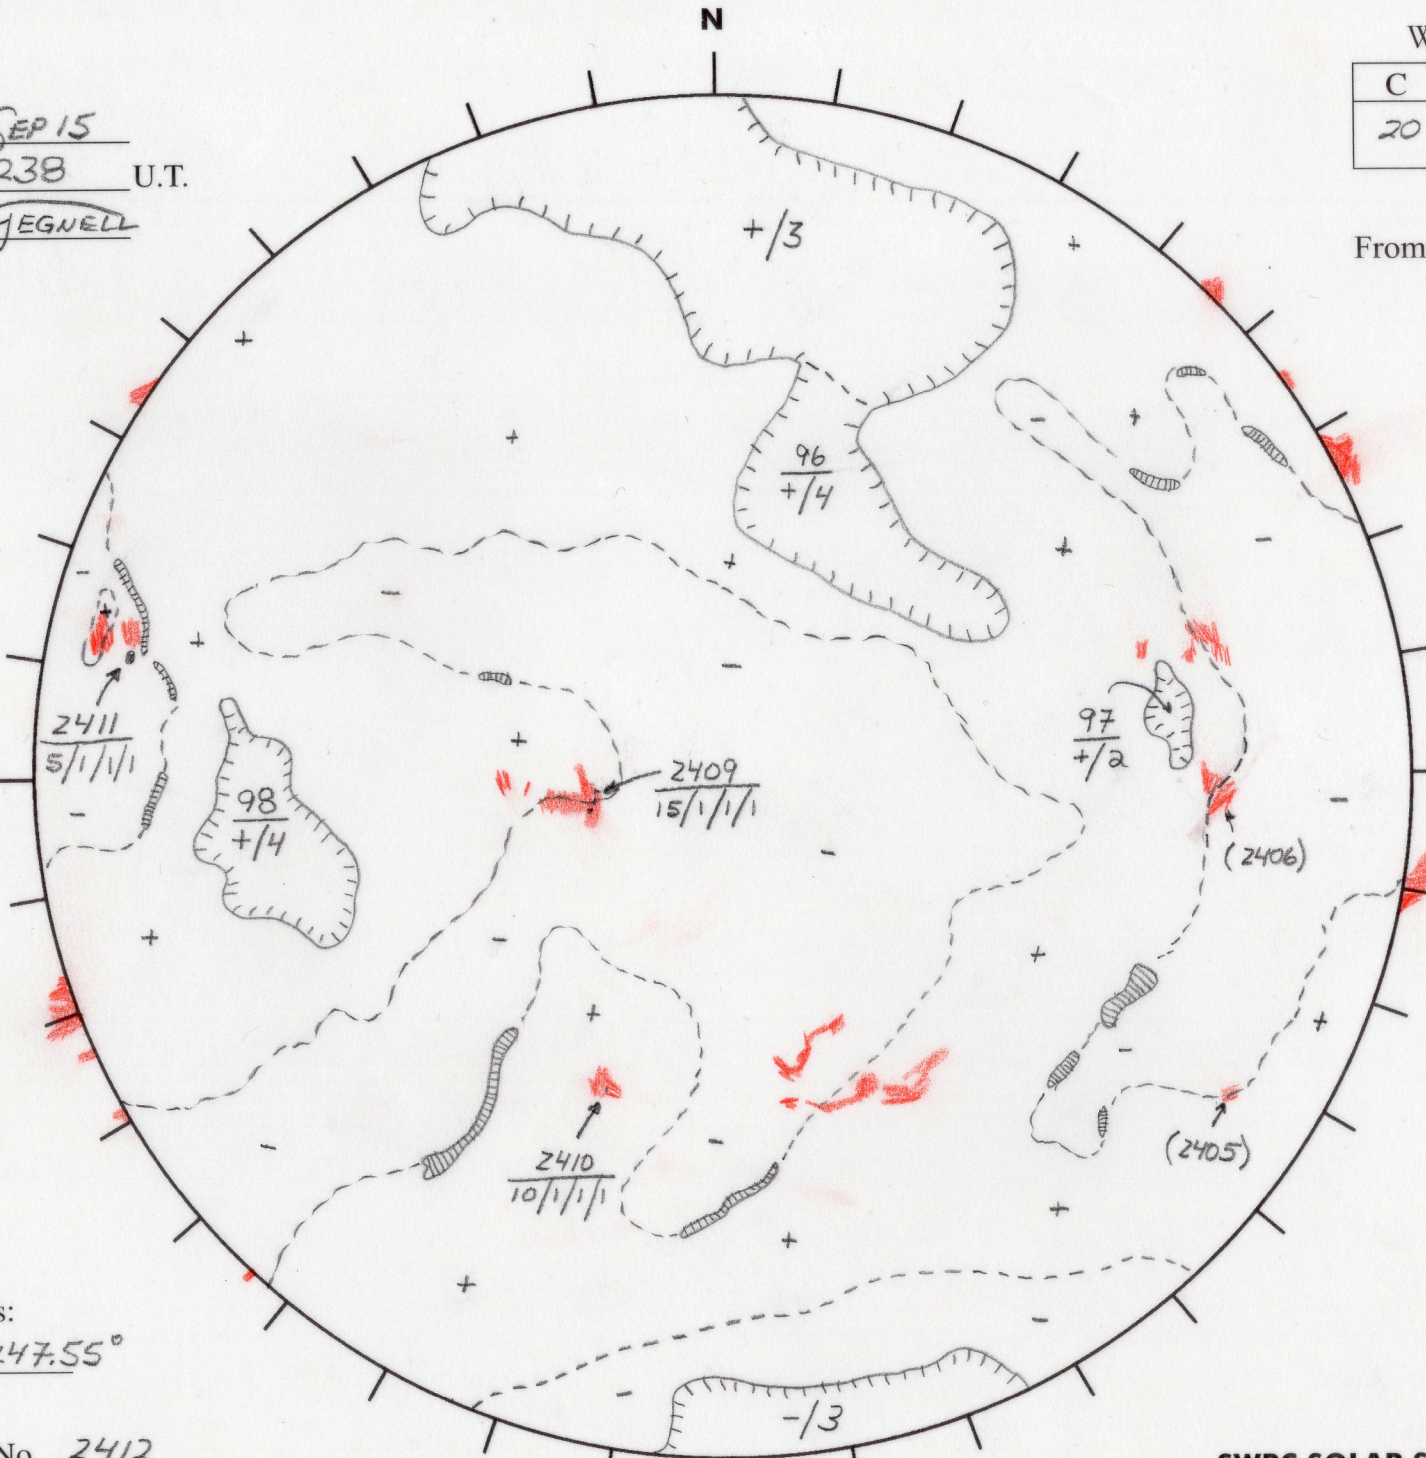 N
SEP 15
238 U.T.
JEGNELL
C
20
From
+/3
96
+/4
2411
5/1/1/1
98
+/4
2409
15/1/1/1
97
+/2
(2406)
2410
10/1/1/1
(2405)
s:
247.55°
-/3
No. 2412